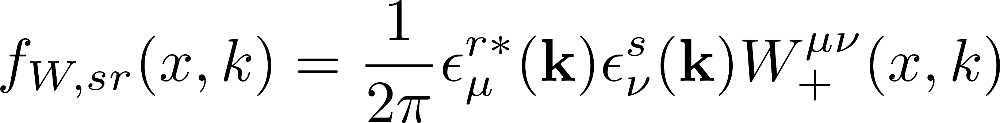 f_{W,sr}(x, k) = \frac{1}{2\pi} \epsilon_{\mu}^{r*}(\mathbf{k}) \epsilon_{\nu}^{s}(\mathbf{k}) W_{+}^{\mu\nu}(x, k)